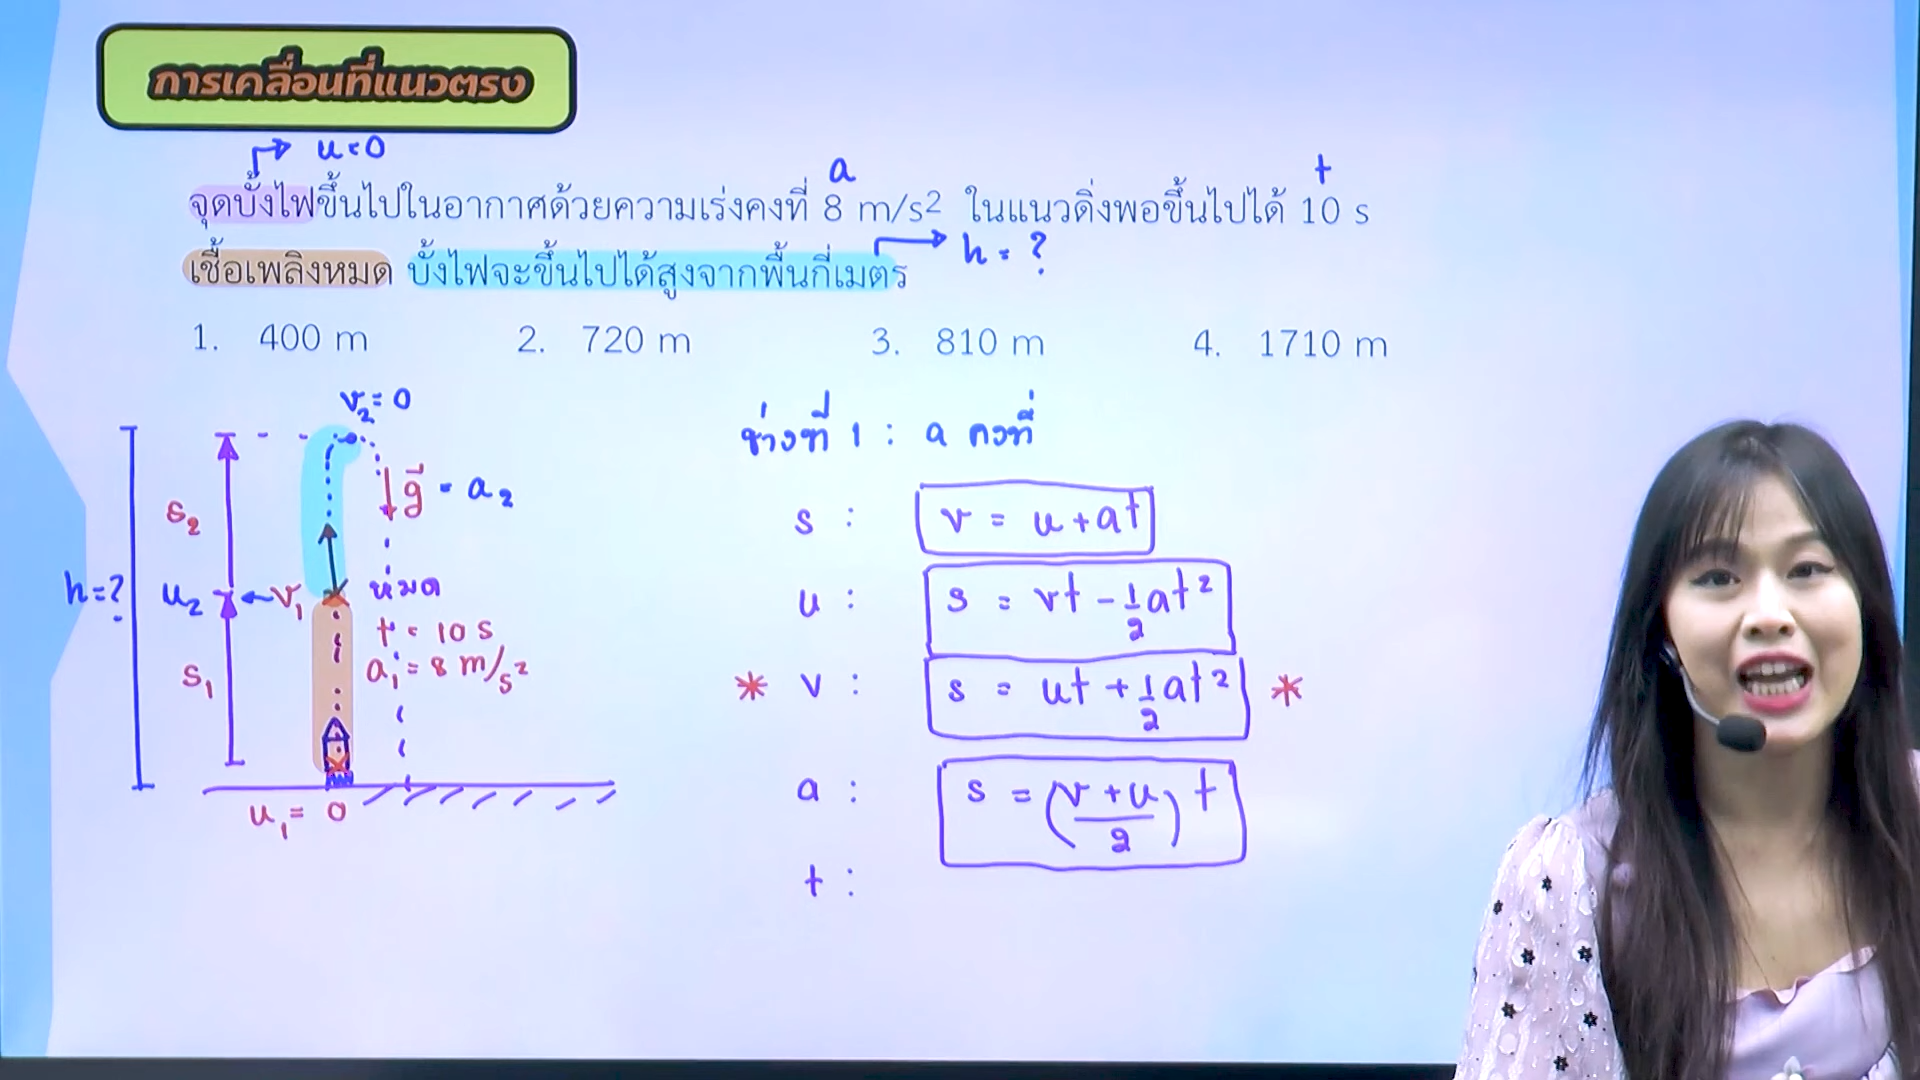 การเคลื่อนที่แนวตรง
u = 0
a
t
จุดบั้งไฟขึ้นไปในอากาศด้วยความเร่งคงที่ 8 m/s2 ในแนวดิ่งพอขึ้นไปได้ 10 s
h = ?
เชื้อเพลิงหมด บั้งไฟจะขึ้นไปได้สูงจากพื้นกี่เมตร
1. 400 m 2. 720 m 3. 810 m 4. 1710 m
v₂ = 0
g⃗ = a₂
s₂
h = ?
u₂ ← v₁ หมด
t = 10 s
a₁ = 8 m/s²
s₁
u₁ = 0
ช่วงที่ 1 : a คงที่
s : v = u + at
u : s = vt - 1/2 at²
* v : s = ut + 1/2 at² *
a : s = (v + u / 2) t
t :